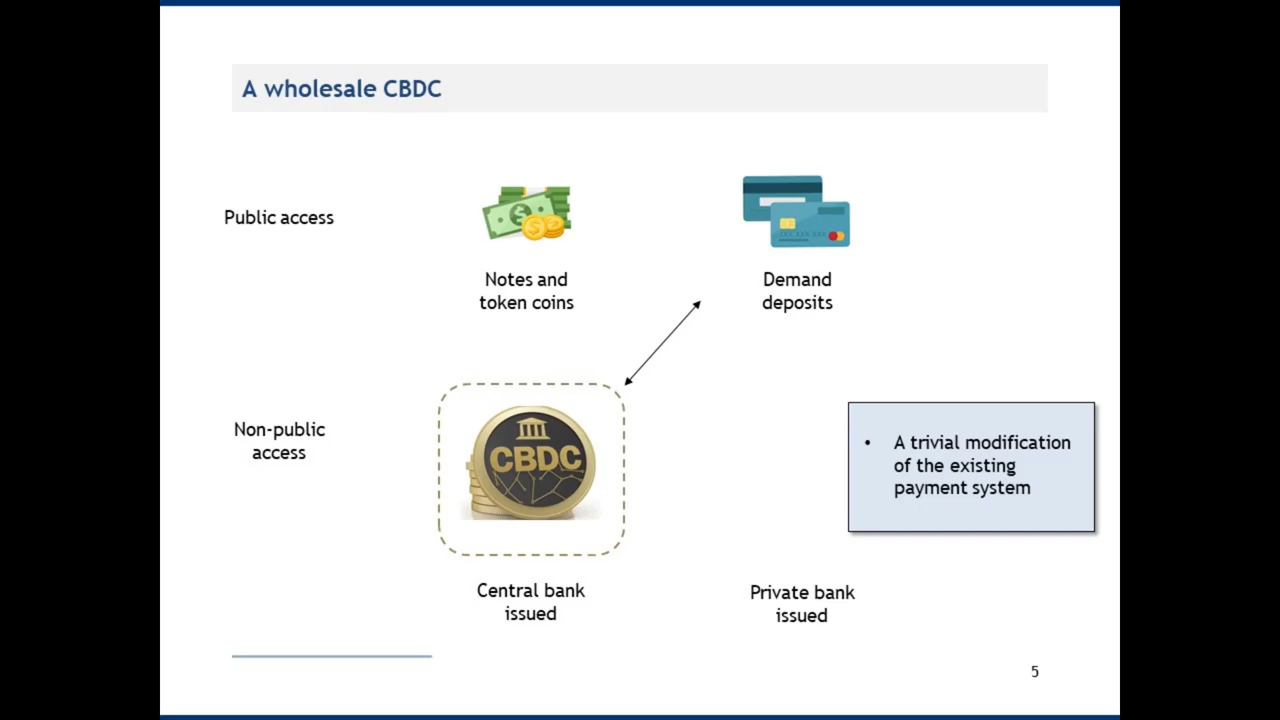 A wholesale CBDC
Public access
Notes and
token coins
Demand
deposits
Non-public
access
CBDC
• A trivial modification
of the existing
payment system
Central bank
issued
Private bank
issued
5